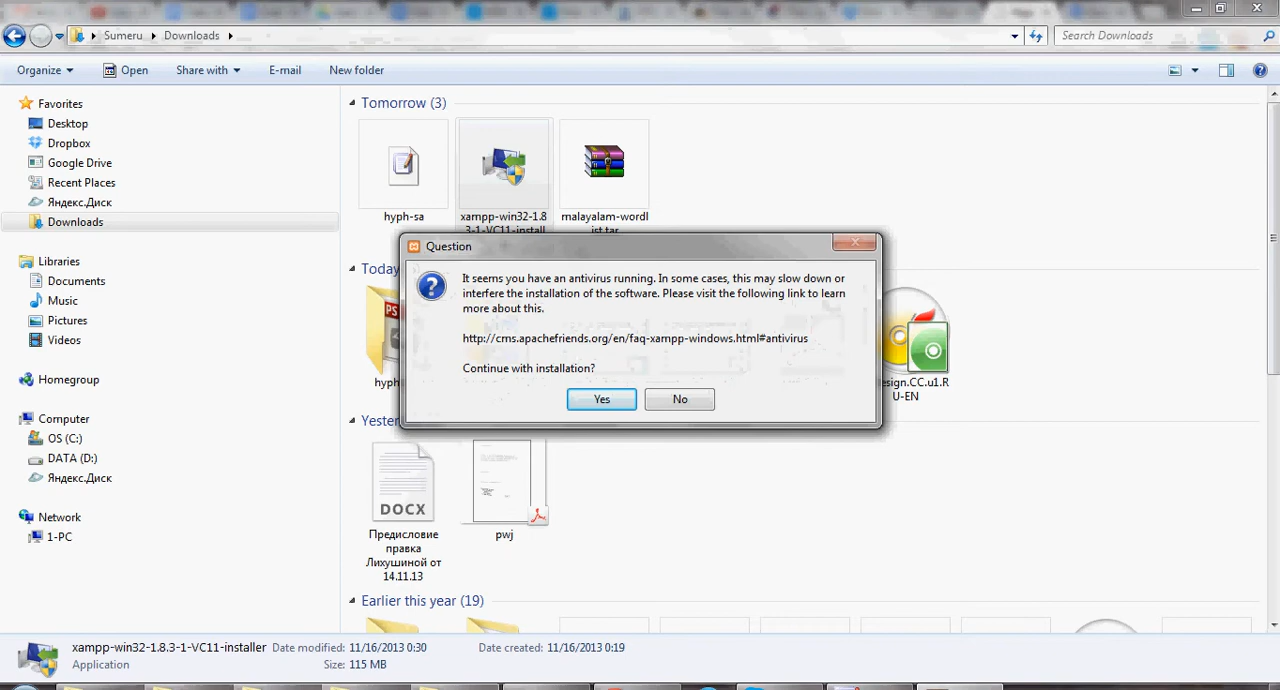 Sumeru
Downloads
Search Downloads
Organize
Open
Share with
E-mail
New folder
Favorites
Desktop
Dropbox
Google Drive
Recent Places
Яндекс.Диск
Downloads
Libraries
Documents
Music
Pictures
Videos
Homegroup
Computer
OS (C:)
DATA (D:)
Яндекс.Диск
Network
1-PC
Tomorrow (3)
hyph-sa
xampp-win32-1.8
.3-1-VC11-install
malayalam-wordl
ist.tar
Today
hyph
esign.CC.u1.R
U-EN
Question
It seems you have an antivirus running. In some cases, this may slow down or
interfere the installation of the software. Please visit the following link to learn
more about this.
http://cms.apachefriends.org/en/faq-xampp-windows.html#antivirus
Continue with installation?
Yes
No
Yester
DOCX
Предисловие
правка
Лихушиной от
14.11.13
pwj
Earlier this year (19)
xampp-win32-1.8.3-1-VC11-installer Date modified: 11/16/2013 0:30 Date created: 11/16/2013 0:19
Application Size: 115 MB